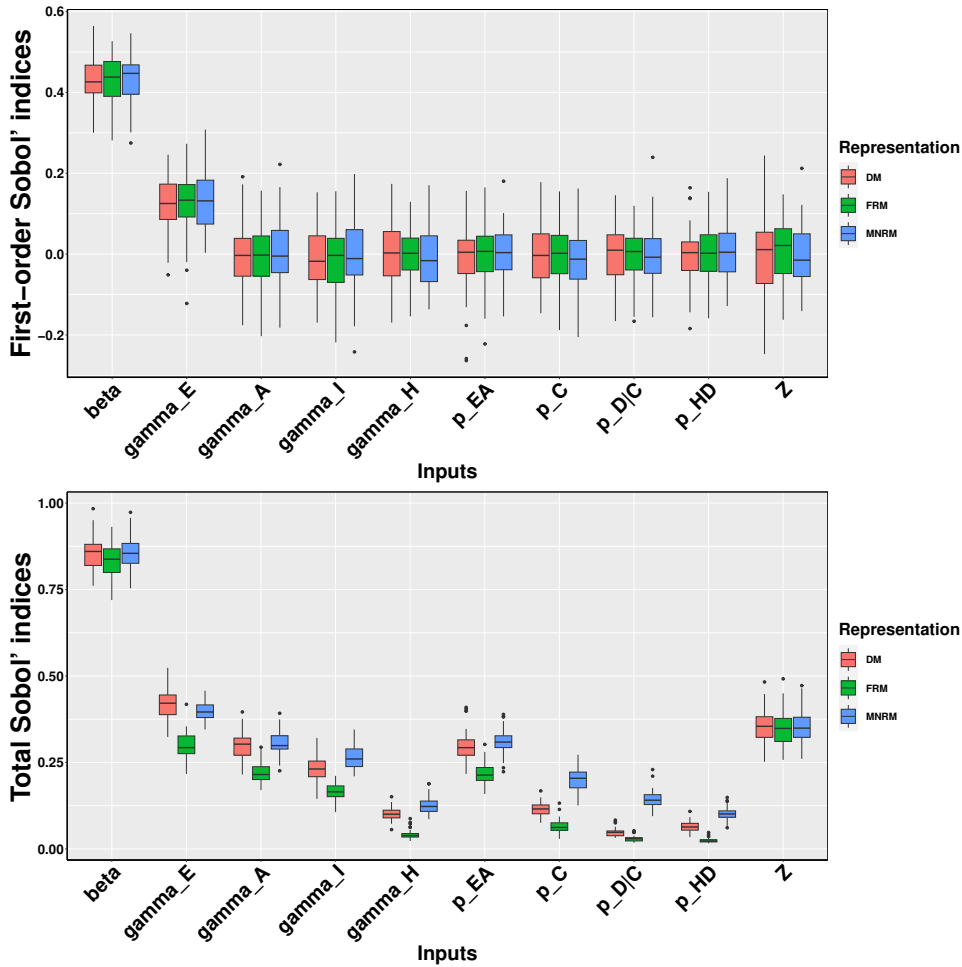 First-order Sobol' indices
0.6
0.4
0.2
0.0
−0.2
beta
gamma_E
gamma_A
gamma_I
gamma_H
p_EA
p_C
p_D|C
p_HD
Z
Inputs
Representation
DM
FRM
MNRM
Total Sobol' indices
1.00
0.75
0.50
0.25
0.00
beta
gamma_E
gamma_A
gamma_I
gamma_H
p_EA
p_C
p_D|C
p_HD
Z
Inputs
Representation
DM
FRM
MNRM